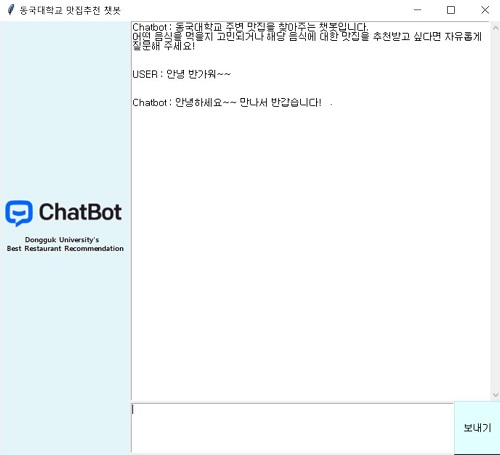 동국대학교 맛집추천 챗봇
Chatbot : 동국대학교 주변 맛집을 찾아주는 챗봇입니다.
어떤 음식을 먹을지 고민되거나 해당 음식에 대한 맛집을 추천받고 싶다면 자유롭게
질문해 주세요!
USER : 안녕 반가워~~
Chatbot : 안녕하세요~~ 만나서 반갑습니다!   .
ChatBot
Dongguk University's
Best Restaurant Recommendation
보내기